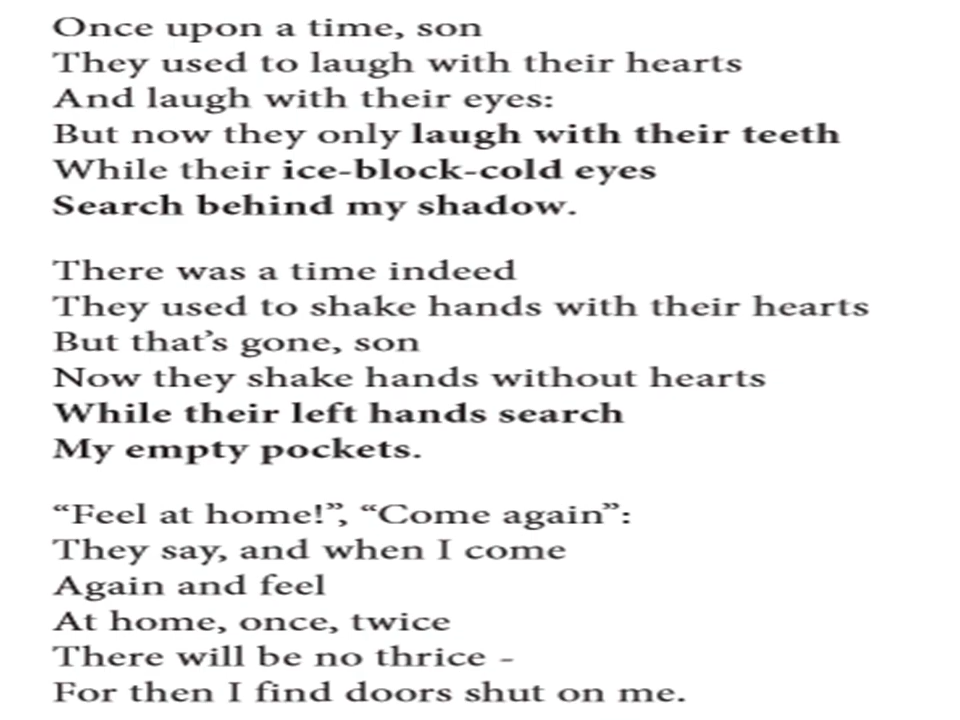 Once upon a time, son
They used to laugh with their hearts
And laugh with their eyes:
But now they only laugh with their teeth
While their ice-block-cold eyes
Search behind my shadow.
There was a time indeed
They used to shake hands with their hearts
But that’s gone, son
Now they shake hands without hearts
While their left hands search
My empty pockets.
“Feel at home!”, “Come again”:
They say, and when I come
Again and feel
At home, once, twice
There will be no thrice -
For then I find doors shut on me.